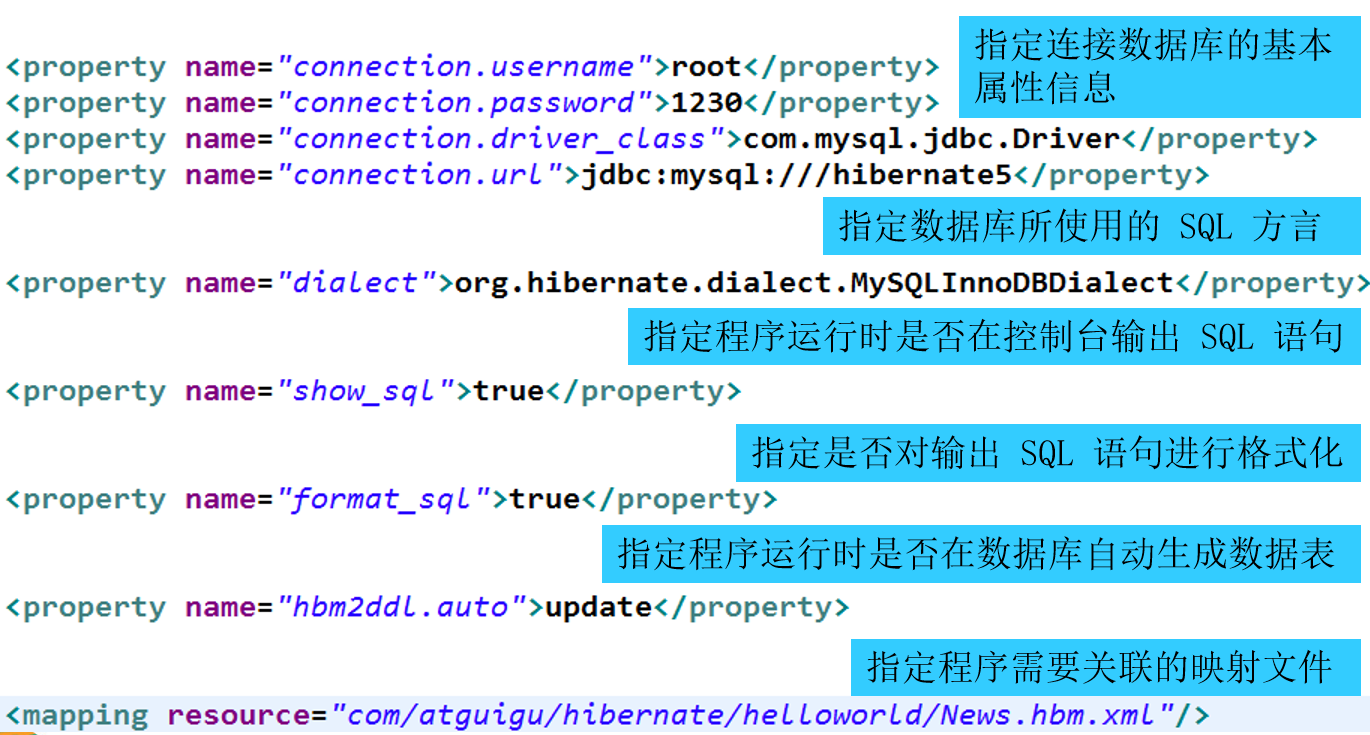 指定连接数据库的基本
属性信息
<property name="connection.username">root</property>
<property name="connection.password">1230</property>
<property name="connection.driver_class">com.mysql.jdbc.Driver</property>
<property name="connection.url">jdbc:mysql:///hibernate5</property>
指定数据库所使用的 SQL 方言
<property name="dialect">org.hibernate.dialect.MySQLInnoDBDialect</property>
指定程序运行时是否在控制台输出 SQL 语句
<property name="show_sql">true</property>
指定是否对输出 SQL 语句进行格式化
<property name="format_sql">true</property>
指定程序运行时是否在数据库自动生成数据表
<property name="hbm2ddl.auto">update</property>
指定程序需要关联的映射文件
<mapping resource="com/atguigu/hibernate/helloworld/News.hbm.xml"/>